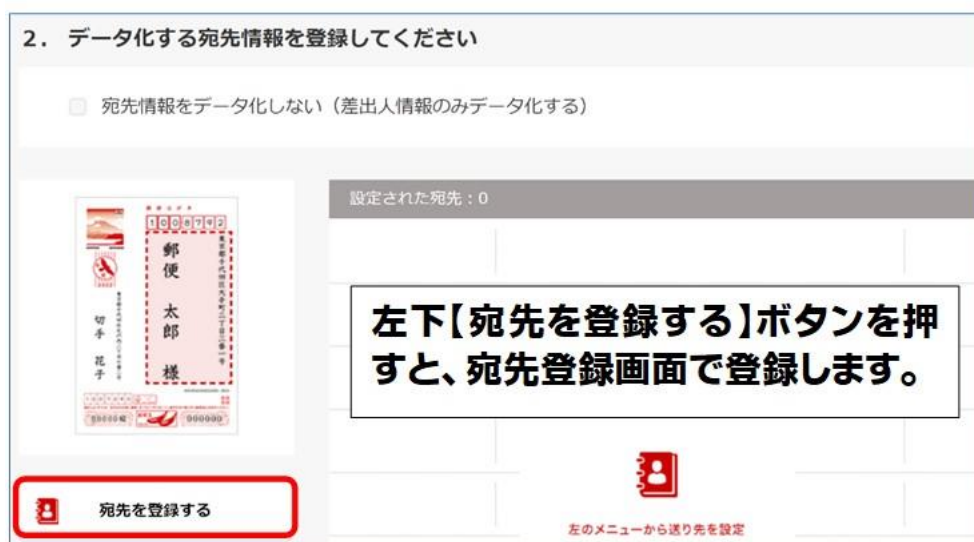 2. データ化する宛先情報を登録してください
宛先情報をデータ化しない（差出人情報のみデータ化する）
設定された宛先：0
1008792
郵便 太郎 様
切手 花子
左下【宛先を登録する】ボタンを押
すと、宛先登録画面で登録します。
宛先を登録する
左のメニューから送り先を設定